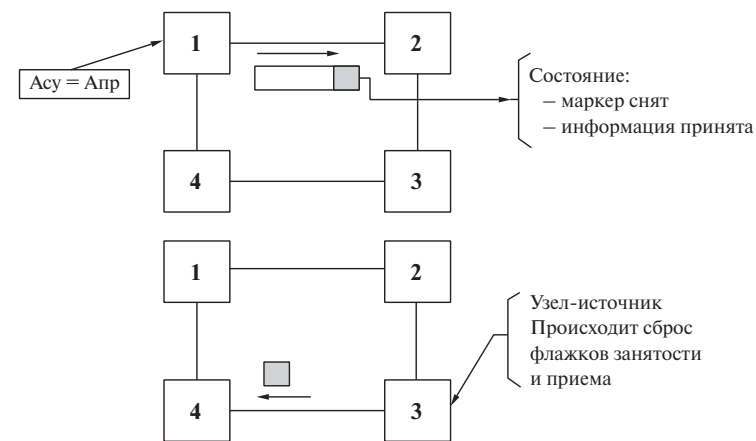 1
2
Асу = Апр
Состояние:
– маркер снят
– информация принята
4
3
1
2
Узел-источник
Происходит сброс
флажков занятости
и приема
4
3